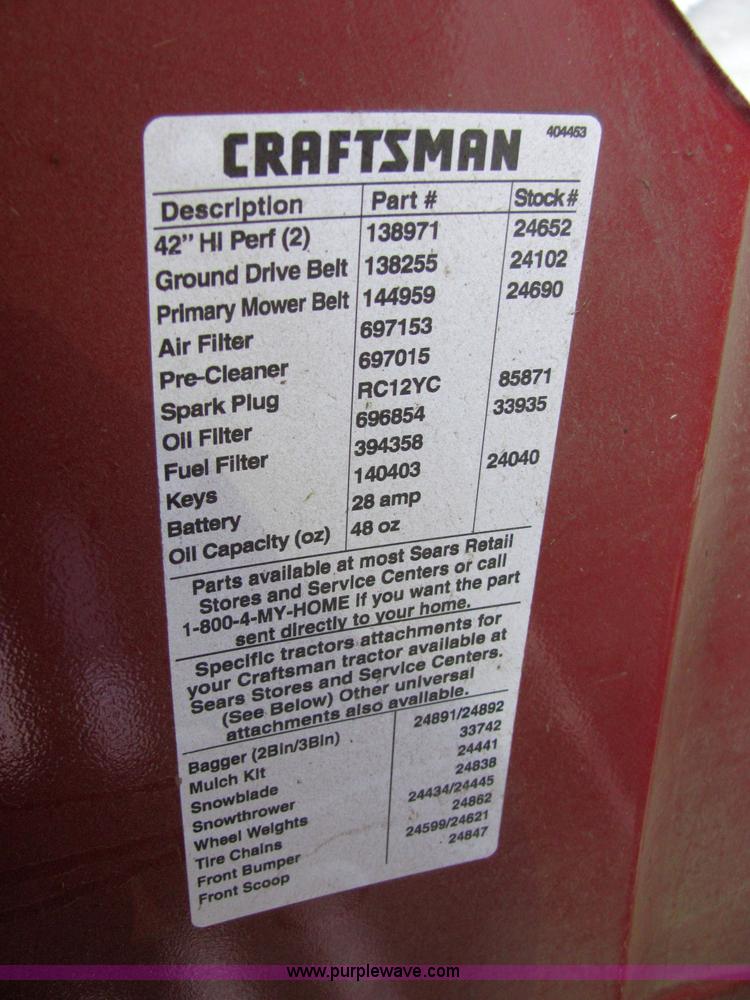 CRAFTSMAN 404453
Description Part # Stock #
42" Hi Perf (2) 138971 24652
Ground Drive Belt 138255 24102
Primary Mower Belt 144959 24690
Air Filter 697153
Pre-Cleaner 697015
Spark Plug RC12YC 85871
Oil Filter 696854 33935
Fuel Filter 394358
Keys 140403 24040
Battery 28 amp
Oil Capacity (oz) 48 oz
Parts available at most Sears Retail
Stores and Service Centers or call
1-800-4-MY-HOME if you want the part
sent directly to your home.
Specific tractors attachments for
your Craftsman tractor available at
Sears Stores and Service Centers.
(See Below) Other universal
attachments also available.
Bagger (2Bin/3Bin) 24891/24892
Mulch Kit 33742
Snowblade 24441
Snowthrower 24838
Wheel Weights 24434/24445
Tire Chains 24862
Front Bumper 24599/24621
Front Scoop 24847
www.purplewave.com